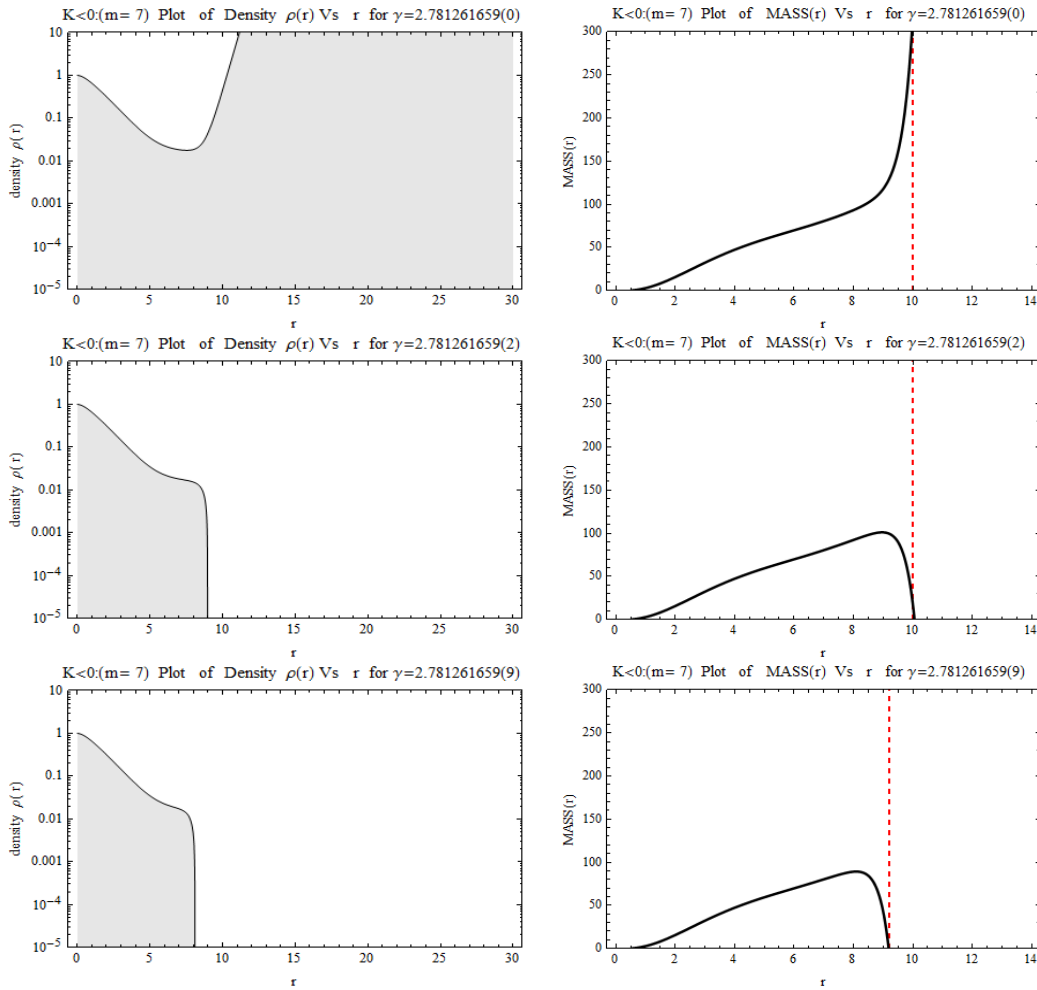 K<0:(m= 7) Plot of Density ρ(r) Vs r for γ=2.781261659(0)
density ρ(r)
10
1
0.1
0.01
0.001
10⁻⁴
10⁻⁵
0 5 10 15 20 25 30
r
K<0:(m= 7) Plot of MASS(r) Vs r for γ=2.781261659(0)
MASS(r)
300
250
200
150
100
50
0
0 2 4 6 8 10 12 14
r
K<0:(m= 7) Plot of Density ρ(r) Vs r for γ=2.781261659(2)
density ρ(r)
10
1
0.1
0.01
0.001
10⁻⁴
10⁻⁵
0 5 10 15 20 25 30
r
K<0:(m= 7) Plot of MASS(r) Vs r for γ=2.781261659(2)
MASS(r)
300
250
200
150
100
50
0
0 2 4 6 8 10 12 14
r
K<0:(m= 7) Plot of Density ρ(r) Vs r for γ=2.781261659(9)
density ρ(r)
10
1
0.1
0.01
0.001
10⁻⁴
10⁻⁵
0 5 10 15 20 25 30
r
K<0:(m= 7) Plot of MASS(r) Vs r for γ=2.781261659(9)
MASS(r)
300
250
200
150
100
50
0
0 2 4 6 8 10 12 14
r